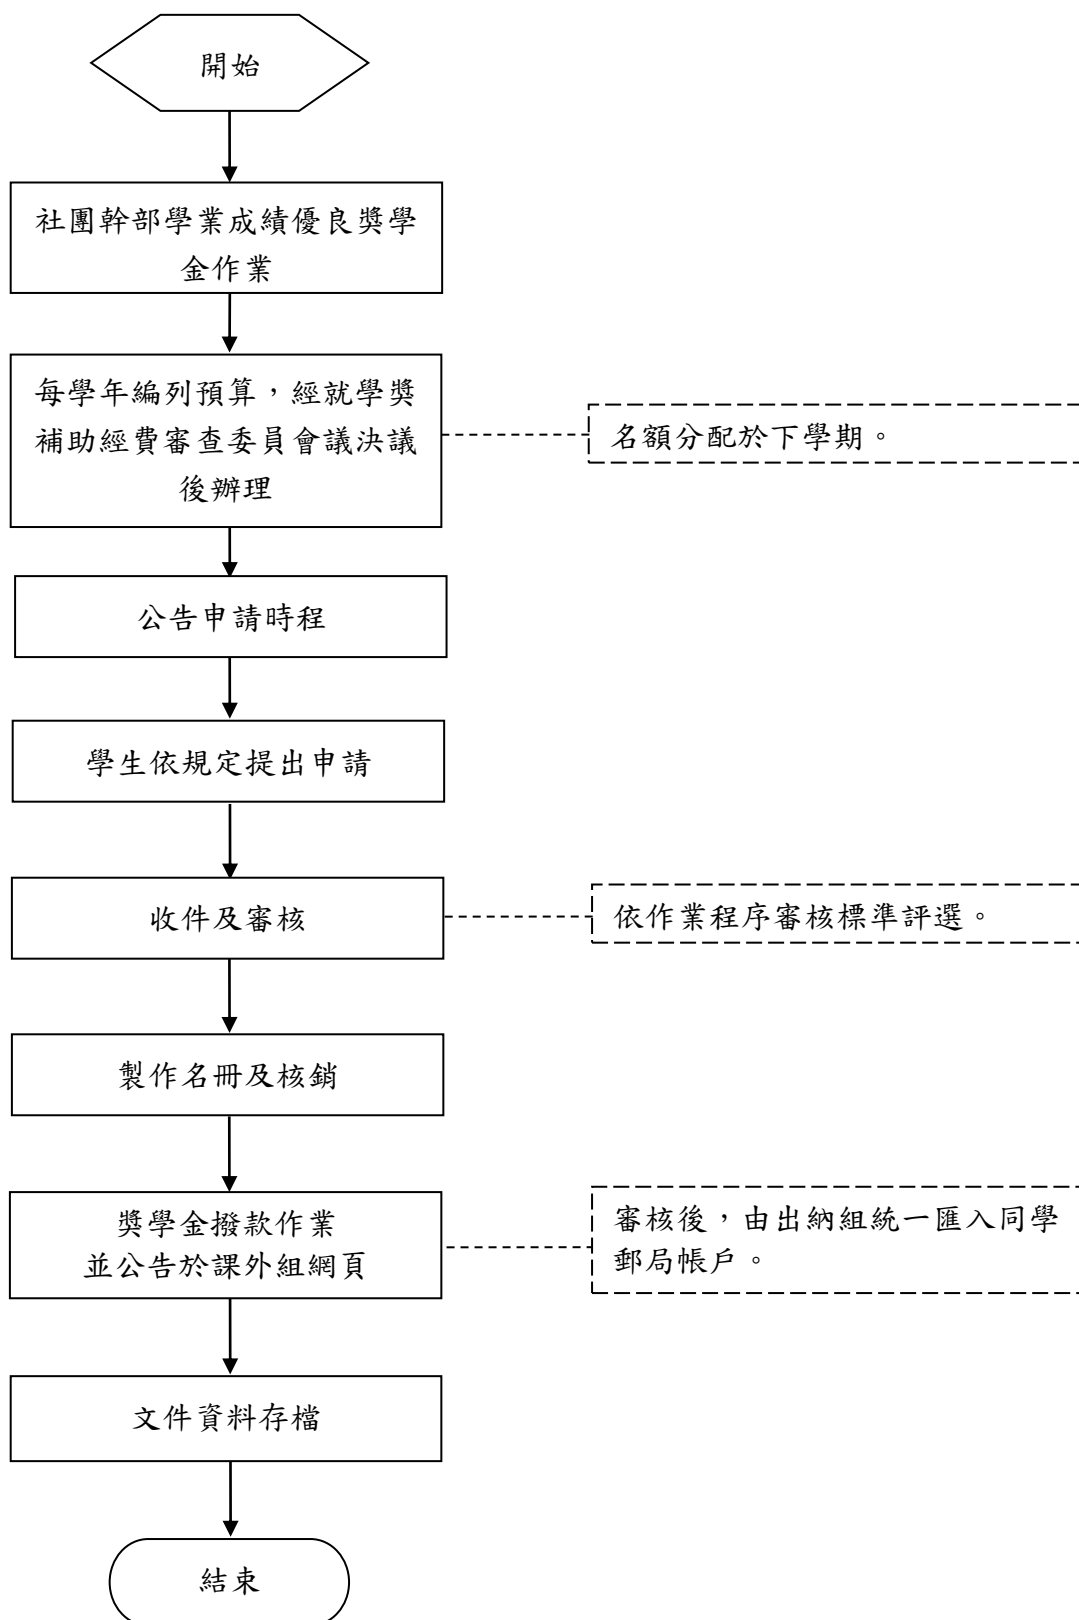 開始
社團幹部學業成績優良獎學
金作業
每學年編列預算，經就學獎
補助經費審查委員會議決議
後辦理
名額分配於下學期。
公告申請時程
學生依規定提出申請
收件及審核
依作業程序審核標準評選。
製作名冊及核銷
獎學金撥款作業
並公告於課外組網頁
審核後，由出納組統一匯入同學
郵局帳戶。
文件資料存檔
結束